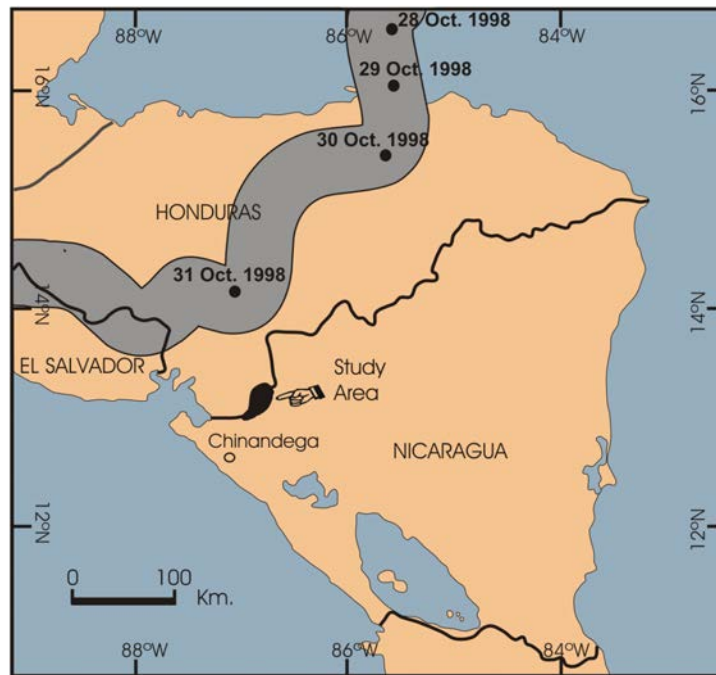 88°W
86°W
28 Oct. 1998
84°W
16°N
29 Oct. 1998
16°N
30 Oct. 1998
HONDURAS
31 Oct. 1998
14°N
14°N
EL SALVADOR
Study
Area
Chinandega
NICARAGUA
12°N
12°N
0
100
Km.
88°W
86°W
84°W